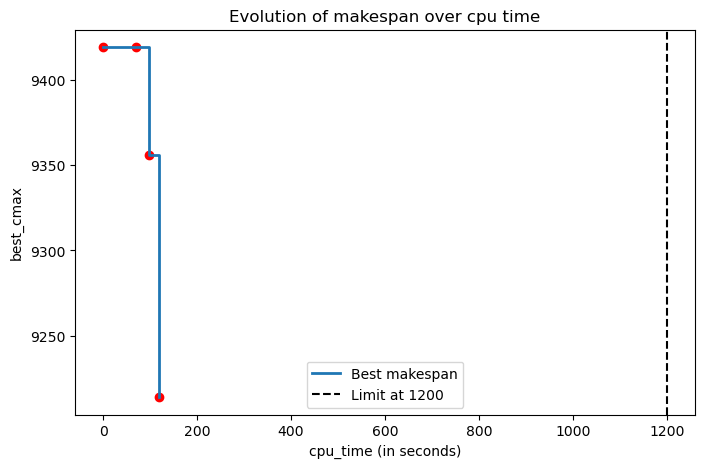 Evolution of makespan over cpu time
9400
9350
9300
9250
best_cmax
Best makespan
Limit at 1200
0 200 400 600 800 1000 1200
cpu_time (in seconds)